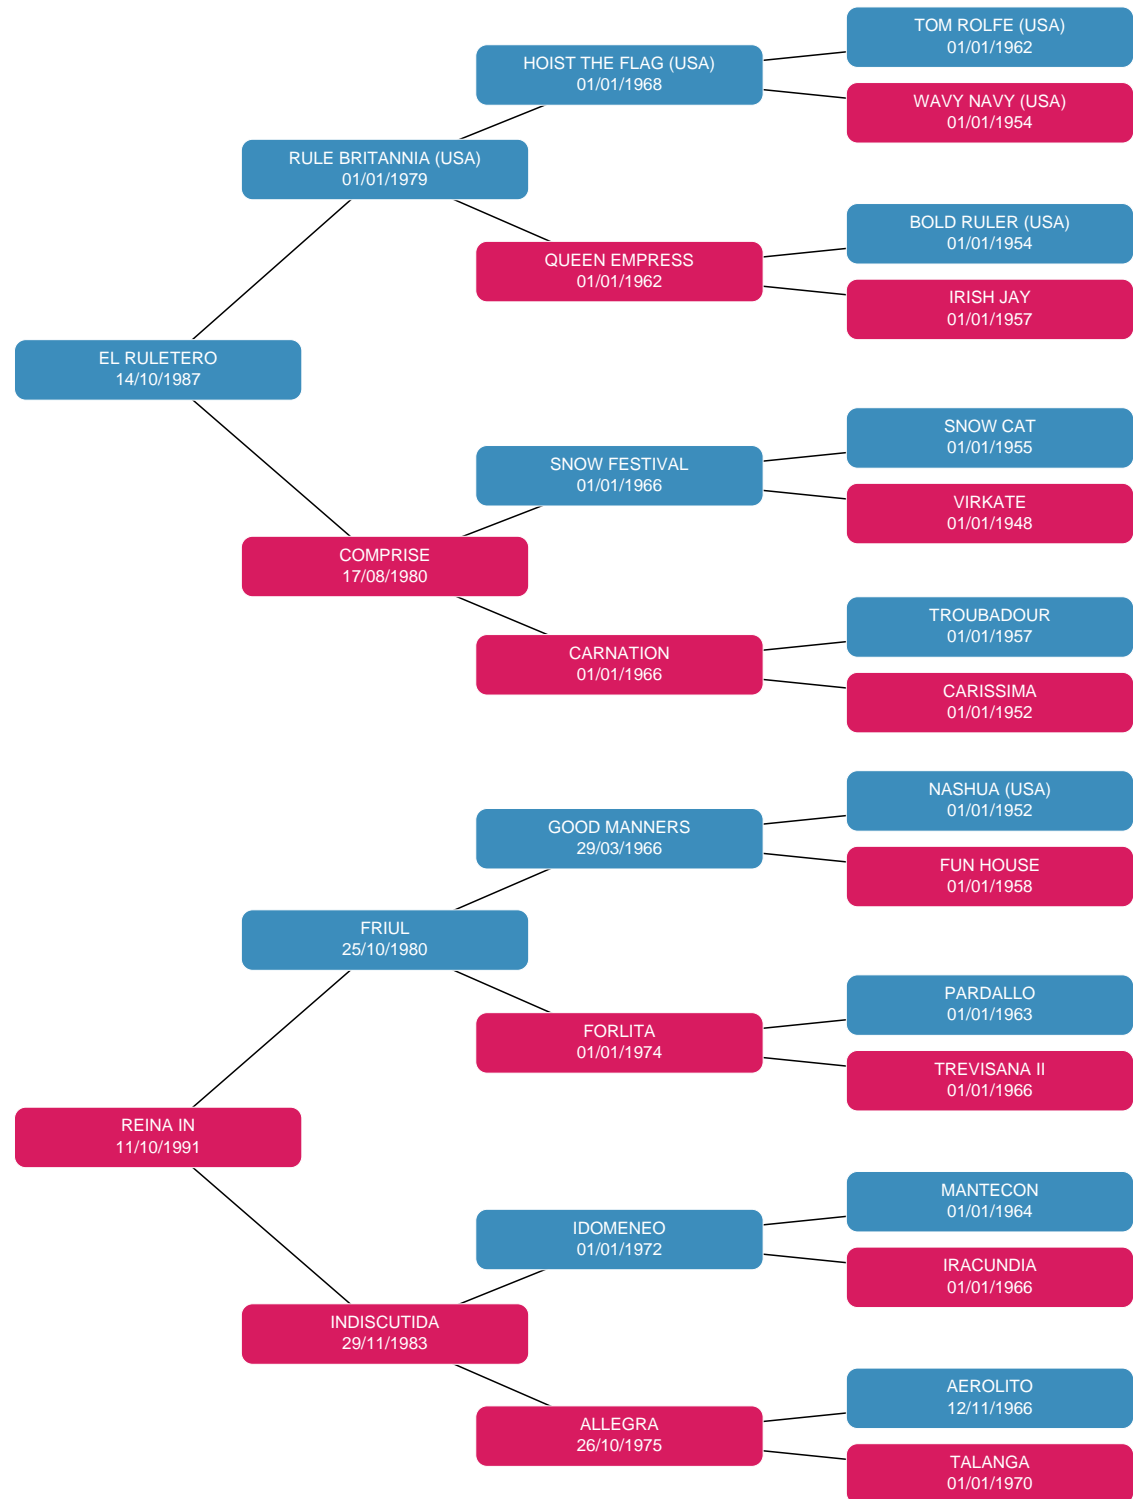 TOM ROLFE (USA)
01/01/1962
HOIST THE FLAG (USA)
01/01/1968
WAVY NAVY (USA)
01/01/1954
RULE BRITANNIA (USA)
01/01/1979
BOLD RULER (USA)
01/01/1954
QUEEN EMPRESS
01/01/1962
IRISH JAY
01/01/1957
EL RULETERO
14/10/1987
SNOW CAT
01/01/1955
SNOW FESTIVAL
01/01/1966
VIRKATE
01/01/1948
COMPRISE
17/08/1980
TROUBADOUR
01/01/1957
CARNATION
01/01/1966
CARISSIMA
01/01/1952
NASHUA (USA)
01/01/1952
GOOD MANNERS
29/03/1966
FUN HOUSE
01/01/1958
FRIUL
25/10/1980
PARDALLO
01/01/1963
FORLITA
01/01/1974
TREVISANA II
01/01/1966
REINA IN
11/10/1991
MANTECON
01/01/1964
IDOMENEO
01/01/1972
IRACUNDIA
01/01/1966
INDISCUTIDA
29/11/1983
AEROLITO
12/11/1966
ALLEGRA
26/10/1975
TALANGA
01/01/1970